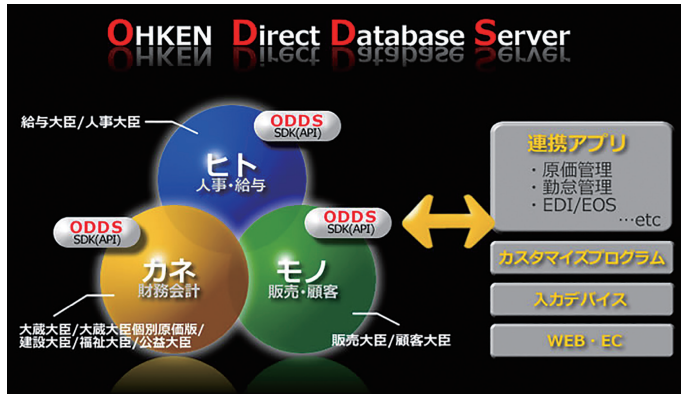 OHKEN Direct Database Server
給与大臣/人事大臣
ODDS
SDK(API)
ヒト
人事・給与
ODDS
SDK(API)
カネ
財務会計
ODDS
SDK(API)
モノ
販売・顧客
大蔵大臣/大蔵大臣個別原価版/
建設大臣/福祉大臣/公益大臣
販売大臣/顧客大臣
連携アプリ
・原価管理
・勤怠管理
・EDI/EOS
…etc
カスタマイズプログラム
入力デバイス
WEB・EC